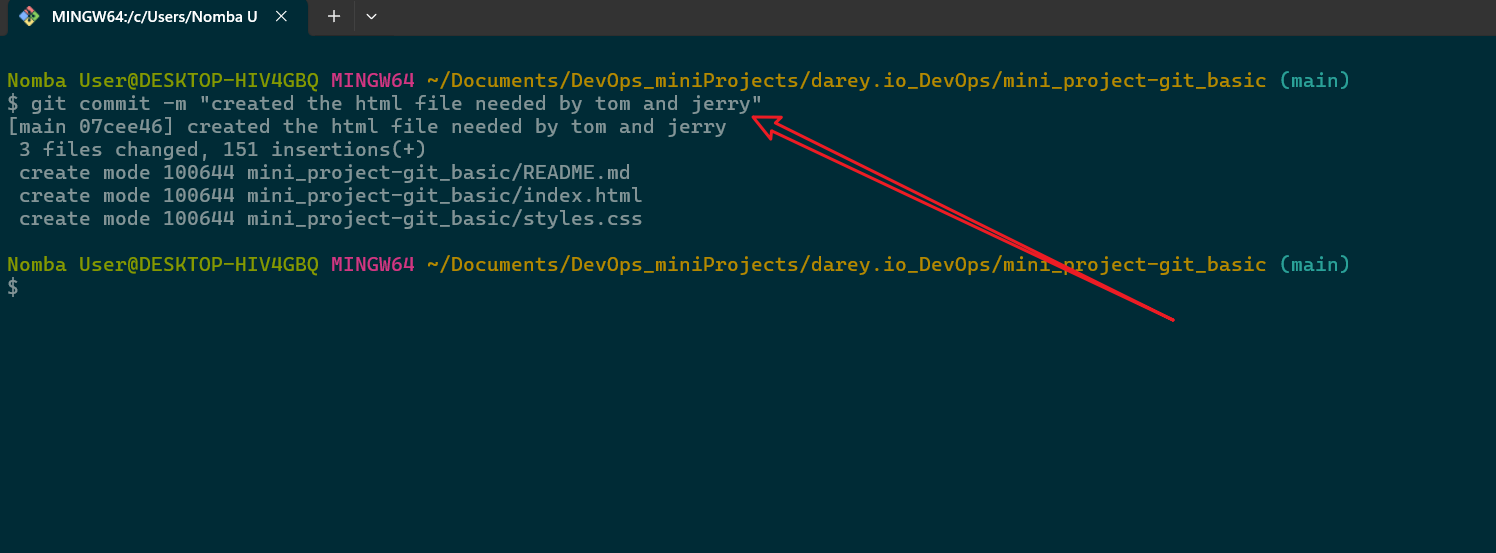 MINGW64:/c/Users/Nomba U
Nomba User@DESKTOP-HIV4GBQ MINGW64 ~/Documents/DevOps_miniProjects/darey.io_DevOps/mini_project-git_basic (main)
$ git commit -m "created the html file needed by tom and jerry"
[main 07cee46] created the html file needed by tom and jerry
 3 files changed, 151 insertions(+)
 create mode 100644 mini_project-git_basic/README.md
 create mode 100644 mini_project-git_basic/index.html
 create mode 100644 mini_project-git_basic/styles.css
Nomba User@DESKTOP-HIV4GBQ MINGW64 ~/Documents/DevOps_miniProjects/darey.io_DevOps/mini_project-git_basic (main)
$